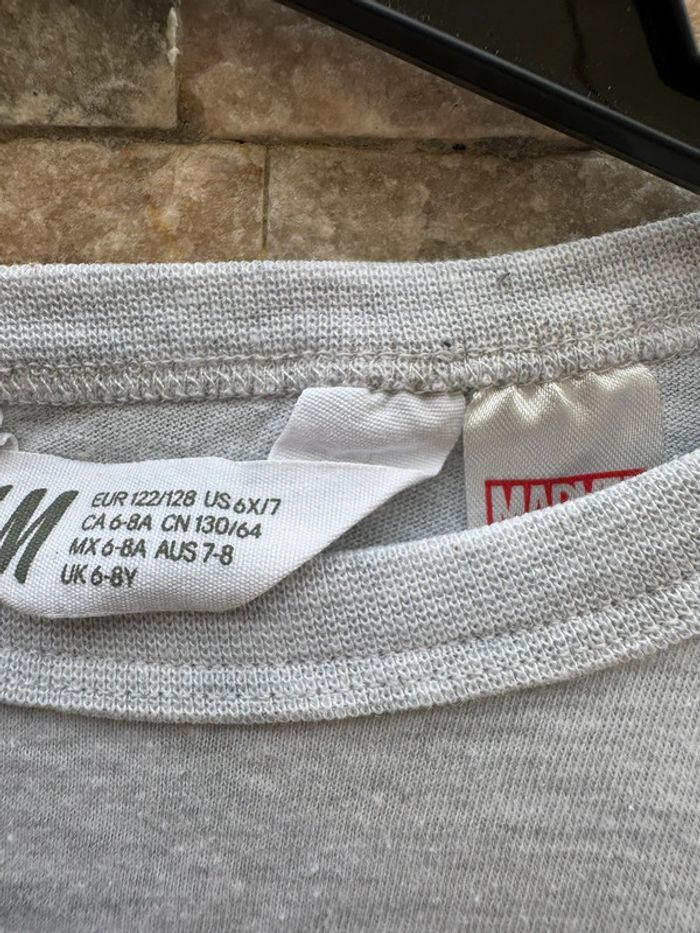 EUR 122/128 US 6X/7
CA 6-8A CN 130/64
MX 6-8A AUS 7-8
UK 6-8Y
MARVEL